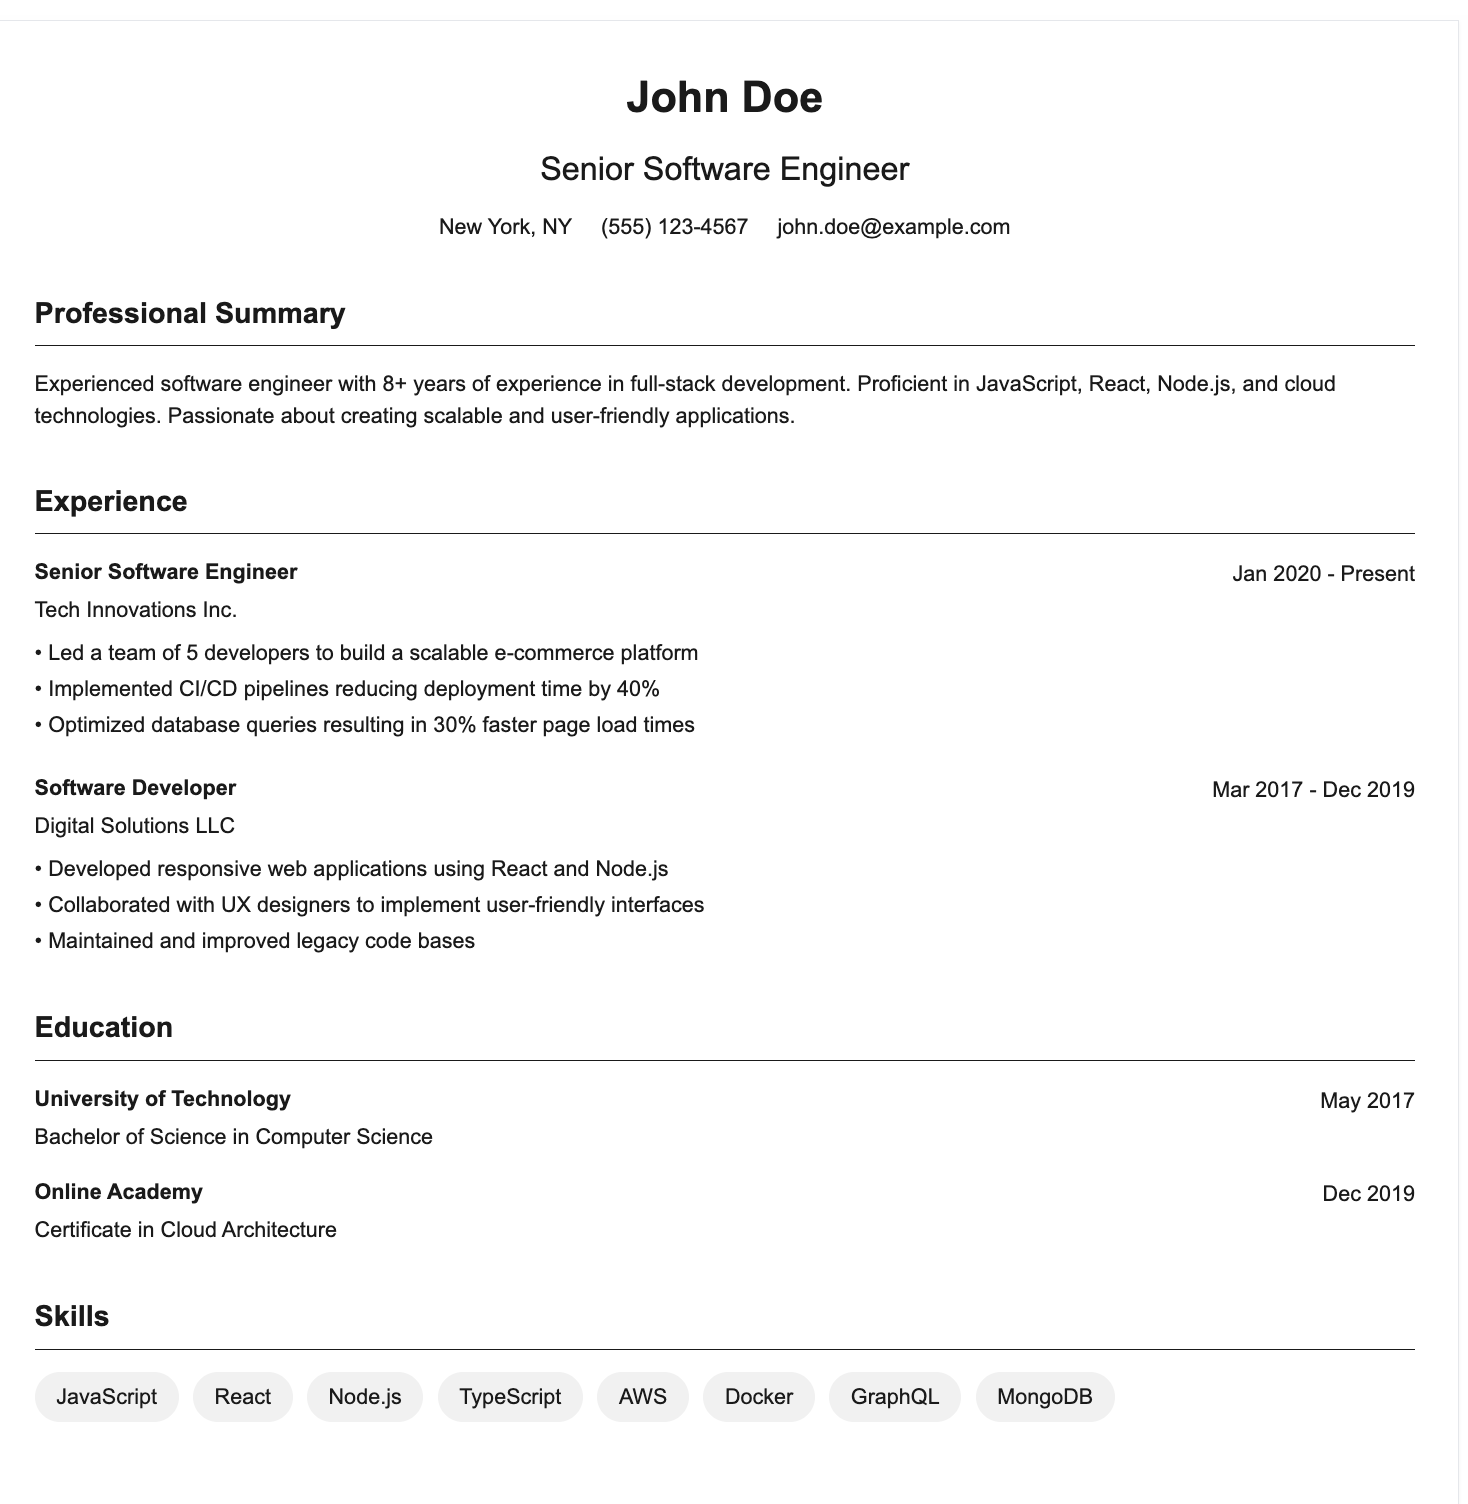 John Doe
Senior Software Engineer
New York, NY (555) 123-4567 john.doe@example.com
Professional Summary
Experienced software engineer with 8+ years of experience in full-stack development. Proficient in JavaScript, React, Node.js, and cloud
technologies. Passionate about creating scalable and user-friendly applications.
Experience
Senior Software Engineer Jan 2020 - Present
Tech Innovations Inc.
• Led a team of 5 developers to build a scalable e-commerce platform
• Implemented CI/CD pipelines reducing deployment time by 40%
• Optimized database queries resulting in 30% faster page load times
Software Developer Mar 2017 - Dec 2019
Digital Solutions LLC
• Developed responsive web applications using React and Node.js
• Collaborated with UX designers to implement user-friendly interfaces
• Maintained and improved legacy code bases
Education
University of Technology May 2017
Bachelor of Science in Computer Science
Online Academy Dec 2019
Certificate in Cloud Architecture
Skills
JavaScript React Node.js TypeScript AWS Docker GraphQL MongoDB